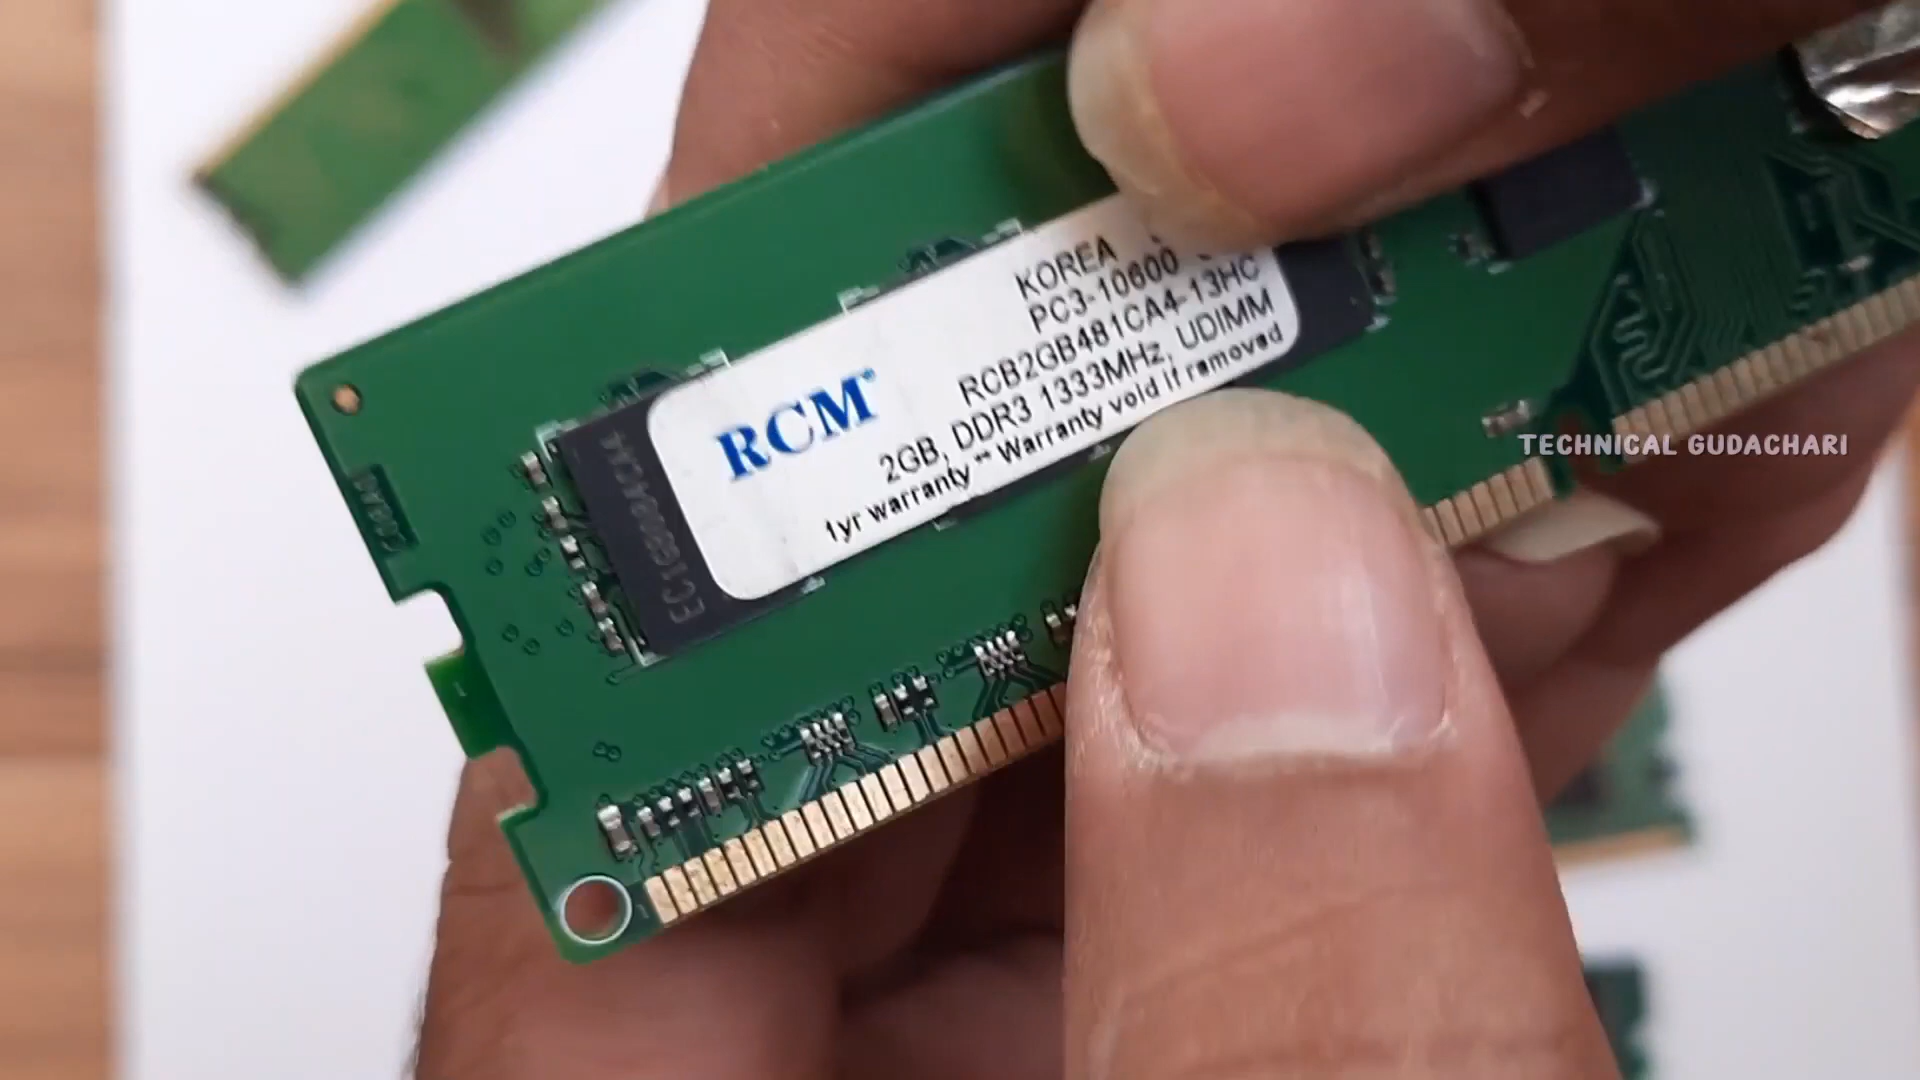 KOREA
PC3-10600
RCB2GB481CA4-13HC
RCM
2GB, DDR3 1333MHz, UDIMM
1yr warranty ** Warranty void if removed
TECHNICAL GUDACHARI